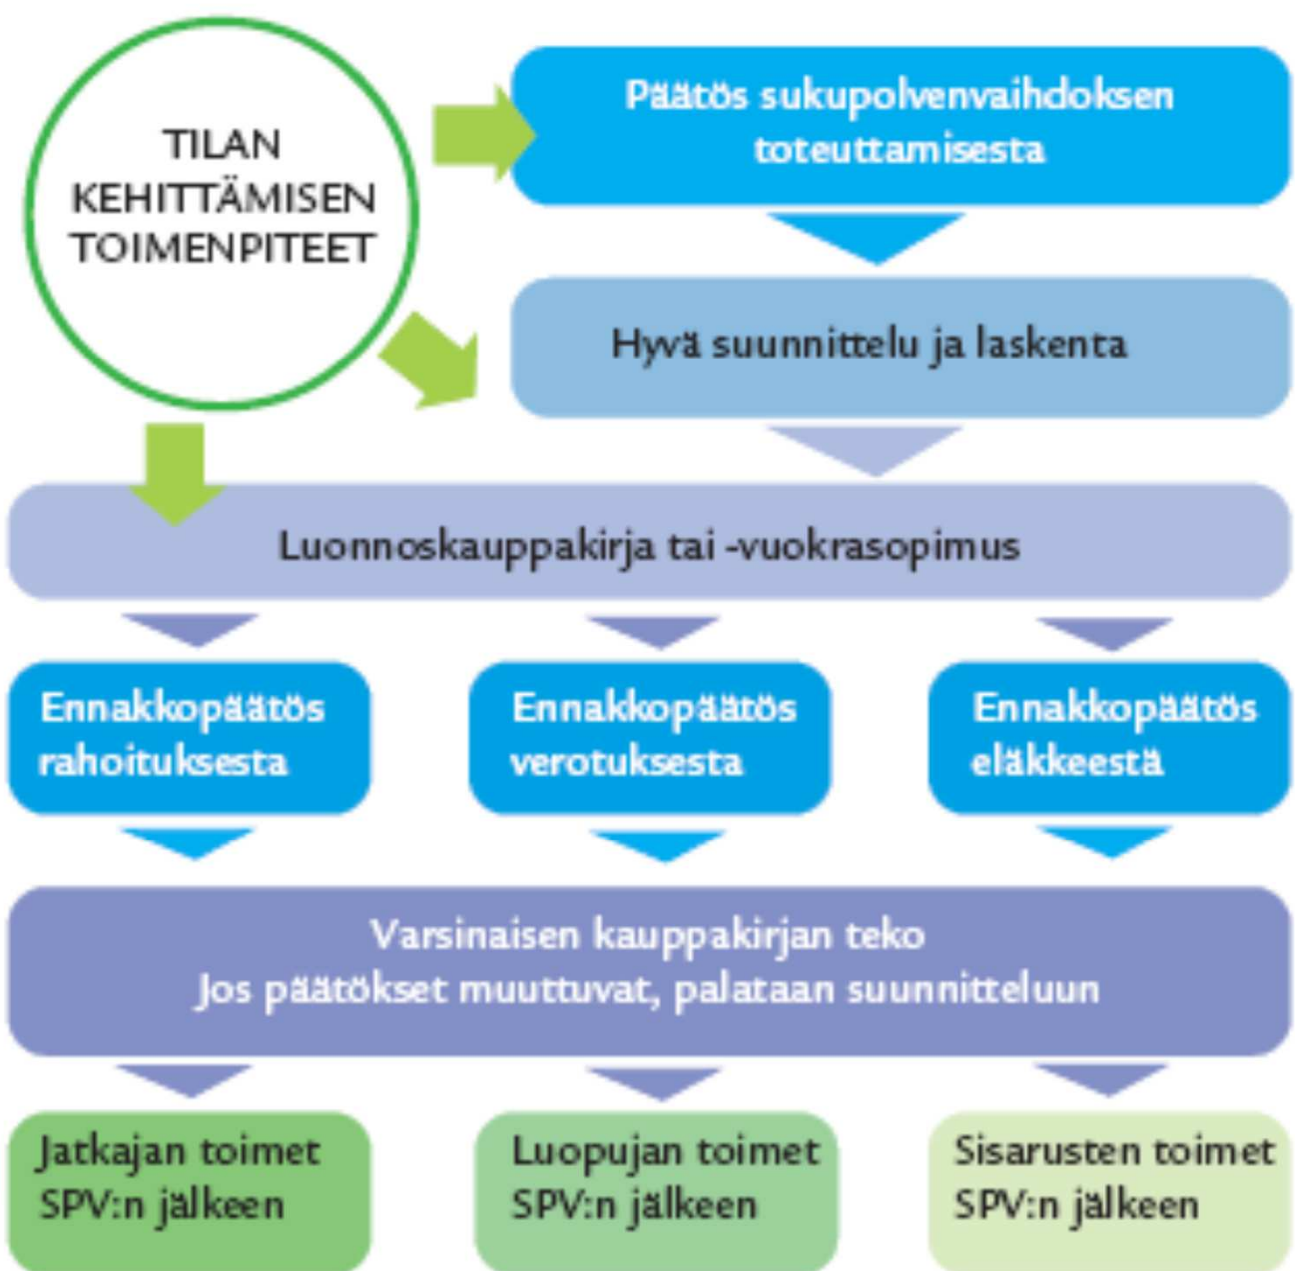 TILAN
KEHITTÄMISEN
TOIMENPITEET
Päätös sukupolvenvaihdoksen
toteuttamisesta
Hyvä suunnittelu ja laskenta
Luonnoskauppakirja tai -vuokrasopimus
Ennakkopäätös
rahoituksesta
Ennakkopäätös
verotuksesta
Ennakkopäätös
eläkkeestä
Varsinaisen kauppakirjan teko
Jos päätökset muuttuvat, palataan suunnitteluun
Jatkajan toimet
SPV:n jälkeen
Luopujan toimet
SPV:n jälkeen
Sisarusten toimet
SPV:n jälkeen